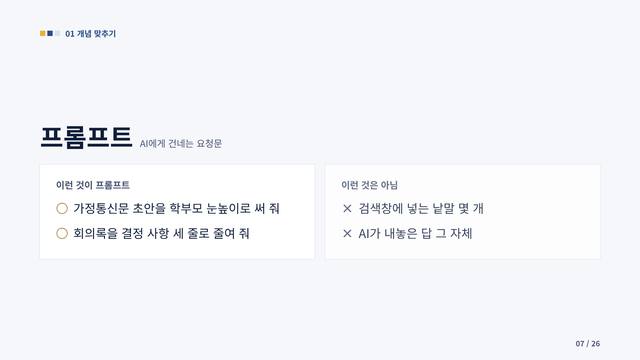 01 개념 맞추기
프롬프트 AI에게 건네는 요청문
이런 것이 프롬프트
○ 가정통신문 초안을 학부모 눈높이로 써 줘
○ 회의록을 결정 사항 세 줄로 줄여 줘
이런 것은 아님
× 검색창에 넣는 낱말 몇 개
× AI가 내놓은 답 그 자체
07 / 26